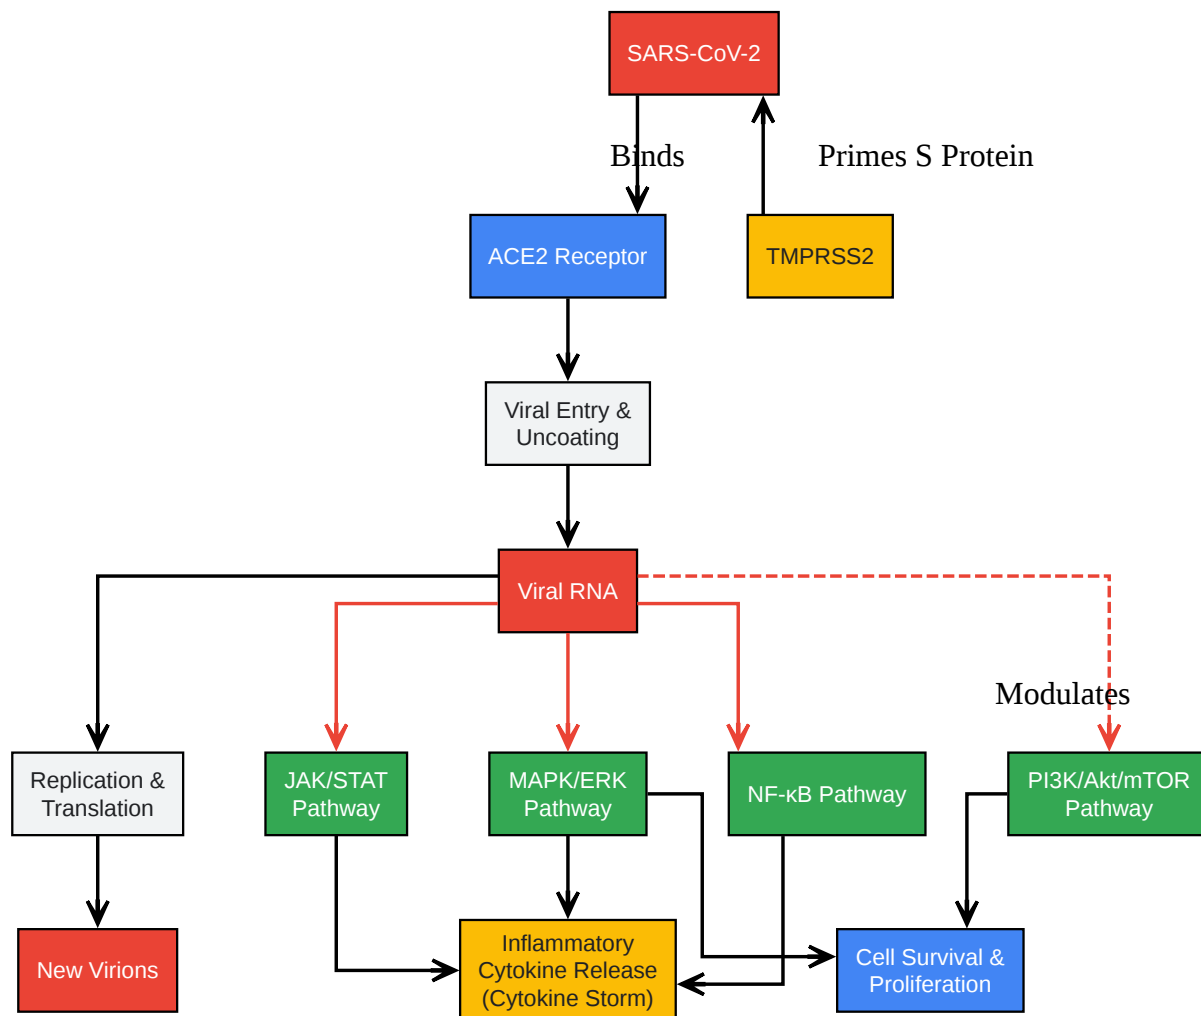 SARS-CoV-2
Binds
Primes S Protein
ACE2 Receptor
TMPRSS2
Viral Entry &
Uncoating
Viral RNA
Modulates
Replication &
Translation
JAK/STAT
Pathway
MAPK/ERK
Pathway
NF-κB Pathway
PI3K/Akt/mTOR
Pathway
New Virions
Inflammatory
Cytokine Release
(Cytokine Storm)
Cell Survival &
Proliferation